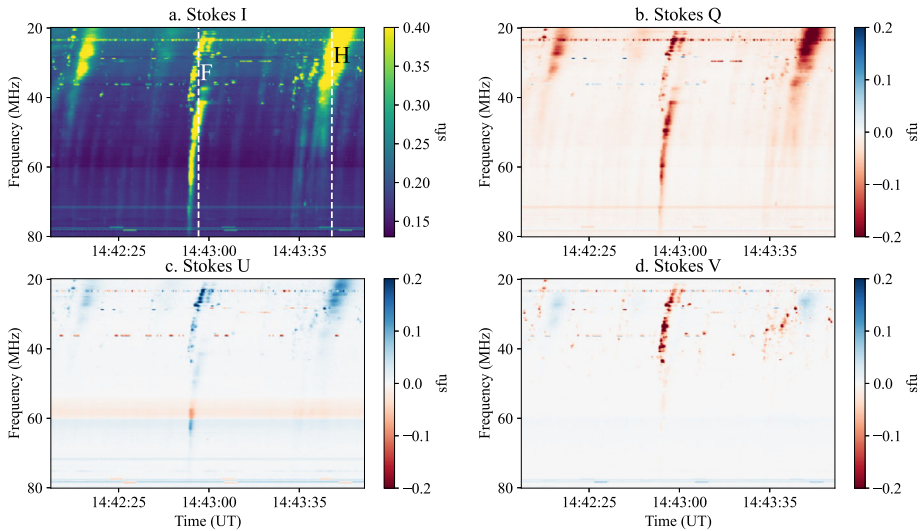 a. Stokes I
20
40
60
80
Frequency (MHz)
F
H
14:42:25 14:43:00 14:43:35
0.40
0.35
0.30
0.25
0.20
0.15
sfu
b. Stokes Q
20
40
60
80
Frequency (MHz)
14:42:25 14:43:00 14:43:35
0.2
0.1
0.0
−0.1
−0.2
sfu
c. Stokes U
20
40
60
80
Frequency (MHz)
14:42:25 14:43:00 14:43:35
Time (UT)
0.2
0.1
0.0
−0.1
−0.2
sfu
d. Stokes V
20
40
60
80
Frequency (MHz)
14:42:25 14:43:00 14:43:35
Time (UT)
0.2
0.1
0.0
−0.1
−0.2
sfu